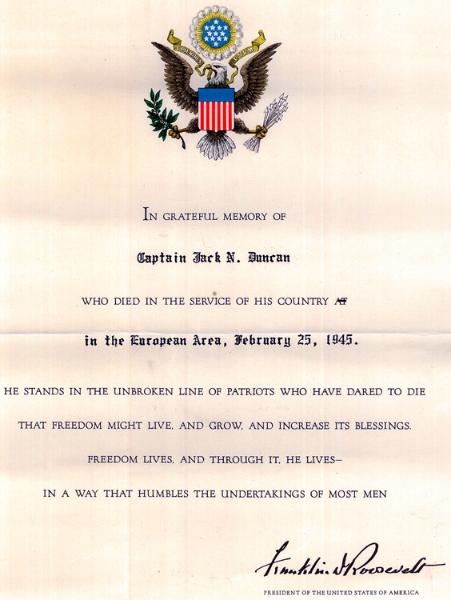 IN GRATEFUL MEMORY OF
Captain Jack N. Duncan
WHO DIED IN THE SERVICE OF HIS COUNTRY AT
in the European Area, February 25, 1945.
HE STANDS IN THE UNBROKEN LINE OF PATRIOTS WHO HAVE DARED TO DIE
THAT FREEDOM MIGHT LIVE, AND GROW, AND INCREASE ITS BLESSINGS.
FREEDOM LIVES, AND THROUGH IT, HE LIVES—
IN A WAY THAT HUMBLES THE UNDERTAKINGS OF MOST MEN
Franklin D Roosevelt
PRESIDENT OF THE UNITED STATES OF AMERICA